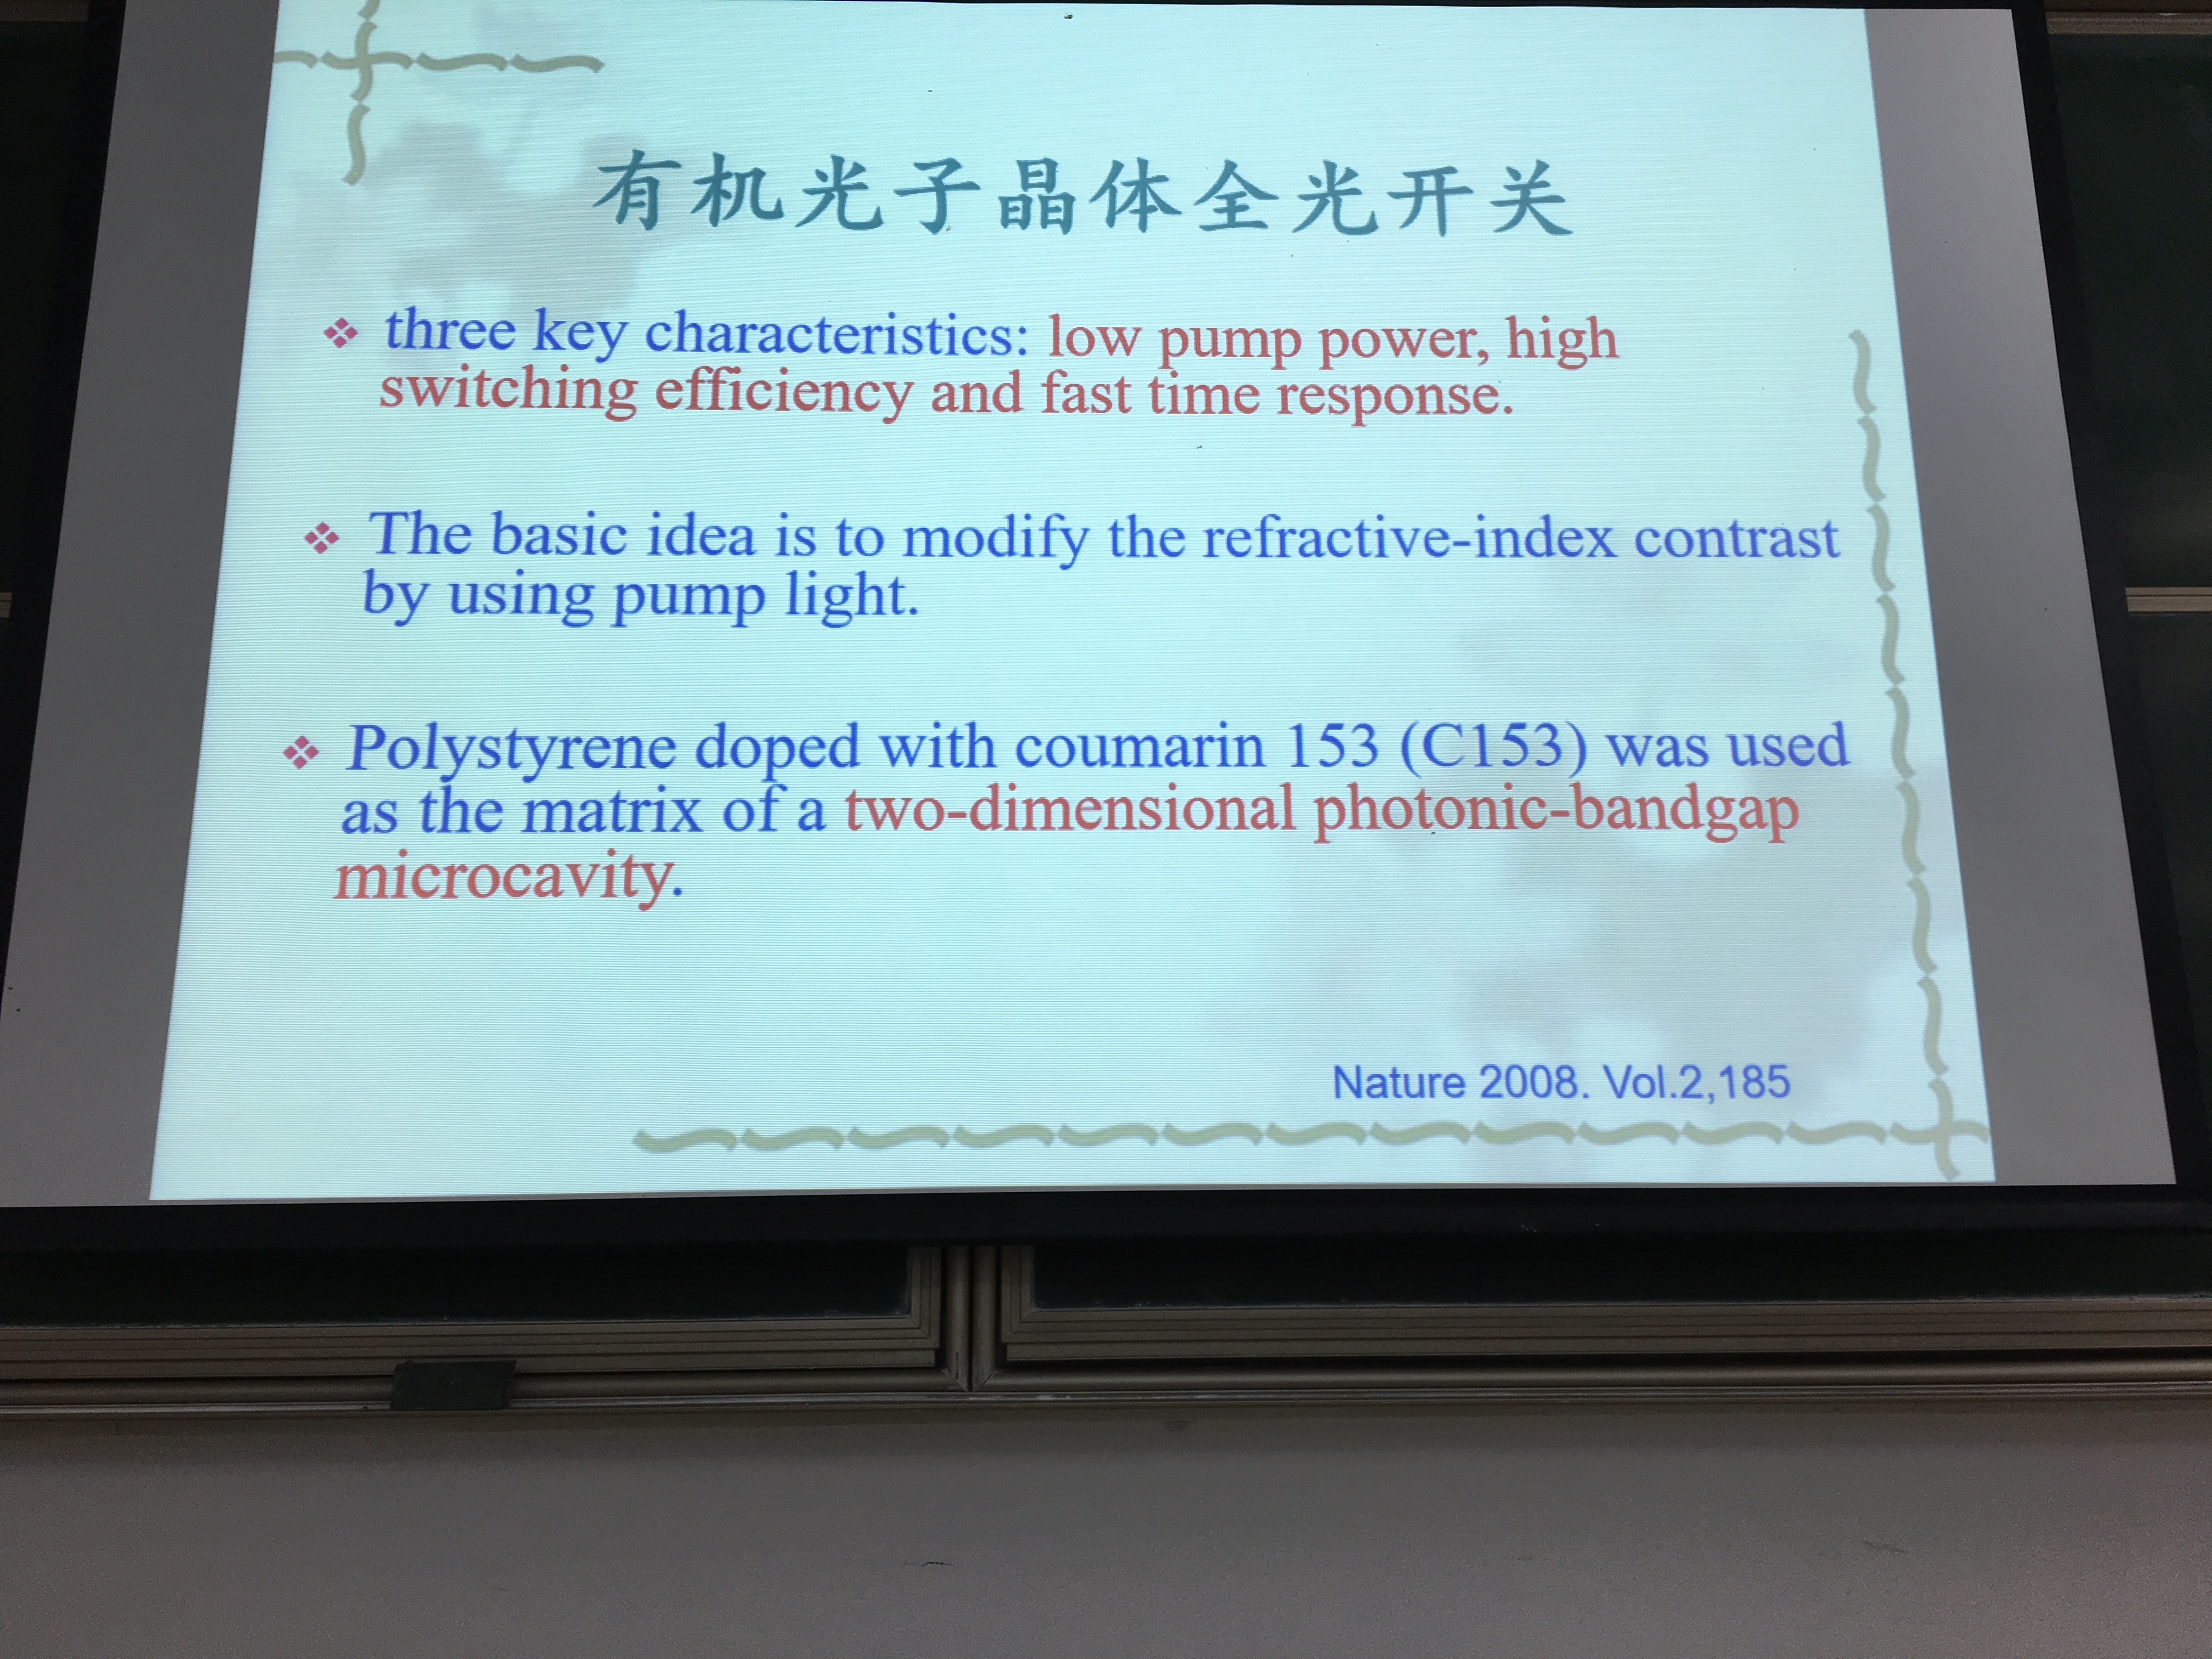 有机光子晶体全光开关
three key characteristics: low pump power, high
switching efficiency and fast time response.
The basic idea is to modify the refractive-index contrast
by using pump light.
Polystyrene doped with coumarin 153 (C153) was used
as the matrix of a two-dimensional photonic-bandgap
microcavity.
Nature 2008. Vol.2,185